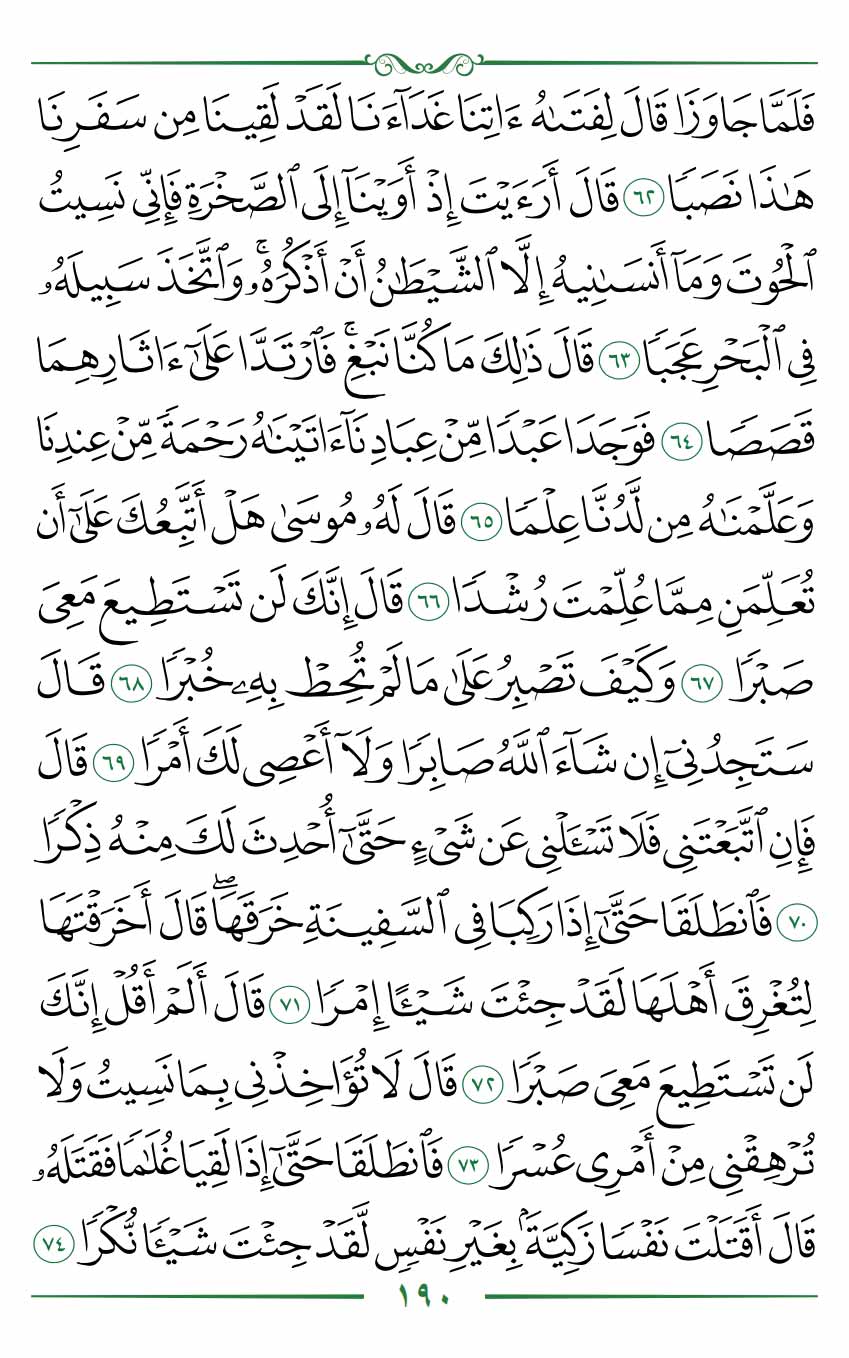 فَلَمَّا جَاوَزَا قَالَ لِفَتَىٰهُ ءَاتِنَا غَدَآءَنَا لَقَدْ لَقِينَا مِن سَفَرِنَا
هَٰذَا نَصَبًا ٦٢ قَالَ أَرَءَيْتَ إِذْ أَوَيْنَآ إِلَى ٱلصَّخْرَةِ فَإِنِّي نَسِيتُ
ٱلْحُوتَ وَمَآ أَنسَىٰنِيهُ إِلَّا ٱلشَّيْطَٰنُ أَنْ أَذْكُرَهُۥۚ وَٱتَّخَذَ سَبِيلَهُۥ
فِي ٱلْبَحْرِ عَجَبًا ٦٣ قَالَ ذَٰلِكَ مَا كُنَّا نَبْغِۚ فَٱرْتَدَّا عَلَىٰٓ ءَاثَارِهِمَا
قَصَصًا ٦٤ فَوَجَدَا عَبْدًا مِّنْ عِبَادِنَآ ءَاتَيْنَٰهُ رَحْمَةً مِّنْ عِندِنَا
وَعَلَّمْنَٰهُ مِن لَّدُنَّا عِلْمًا ٦٥ قَالَ لَهُۥ مُوسَىٰ هَلْ أَتَّبِعُكَ عَلَىٰٓ أَن
تُعَلِّمَنِ مِمَّا عُلِّمْتَ رُشْدًا ٦٦ قَالَ إِنَّكَ لَن تَسْتَطِيعَ مَعِيَ
صَبْرًا ٦٧ وَكَيْفَ تَصْبِرُ عَلَىٰ مَا لَمْ تُحِطْ بِهِۦ خُبْرًا ٦٨ قَالَ
سَتَجِدُنِيٓ إِن شَآءَ ٱللَّهُ صَابِرًا وَلَآ أَعْصِي لَكَ أَمْرًا ٦٩ قَالَ
فَإِنِ ٱتَّبَعْتَنِي فَلَا تَسْـَٔلْنِي عَن شَيْءٍ حَتَّىٰٓ أُحْدِثَ لَكَ مِنْهُ ذِكْرًا
٧٠ فَٱنطَلَقَا حَتَّىٰٓ إِذَا رَكِبَا فِي ٱلسَّفِينَةِ خَرَقَهَاۖ قَالَ أَخَرَقْتَهَا
لِتُغْرِقَ أَهْلَهَا لَقَدْ جِئْتَ شَيْـًٔا إِمْرًا ٧١ قَالَ أَلَمْ أَقُلْ إِنَّكَ
لَن تَسْتَطِيعَ مَعِيَ صَبْرًا ٧٢ قَالَ لَا تُؤَاخِذْنِي بِمَا نَسِيتُ وَلَا
تُرْهِقْنِي مِنْ أَمْرِي عُسْرًا ٧٣ فَٱنطَلَقَا حَتَّىٰٓ إِذَا لَقِيَا غُلَٰمًا فَقَتَلَهُۥ
قَالَ أَقَتَلْتَ نَفْسًا زَكِيَّةًۢ بِغَيْرِ نَفْسٍ لَّقَدْ جِئْتَ شَيْـًٔا نُّكْرًا ٧٤
١٩٠